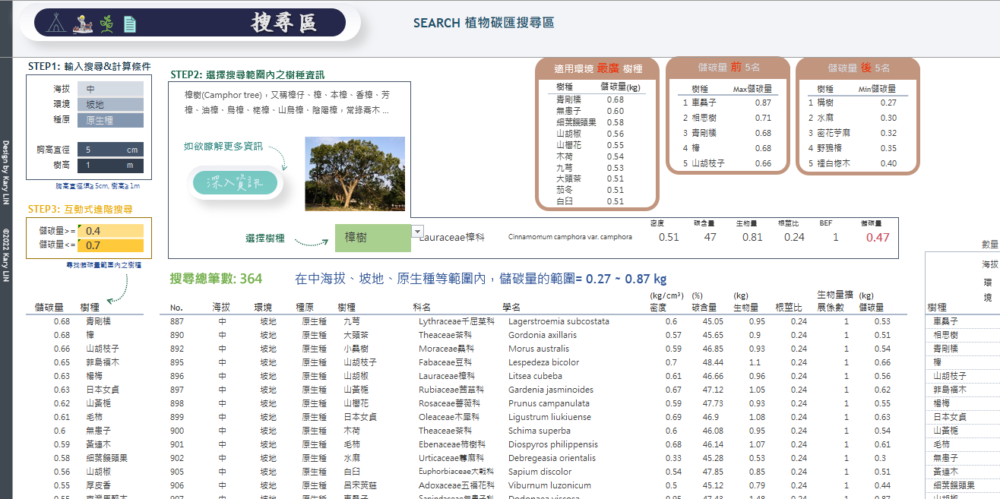 搜尋區
SEARCH 植物碳匯搜尋區
STEP1: 輸入搜尋&計算條件
海拔 中
環境 坡地
種原 原生種
胸高直徑 5 cm
樹高 1 m
胸高直徑須≧5cm, 樹高≧1m
STEP3: 互動式進階搜尋
儲碳量>= 0.4
儲碳量<= 0.7
尋找儲碳量範圍內之樹種
STEP2: 選擇搜尋範圍內之樹種資訊
樟樹(Camphor tree)，又稱樟仔、樟、本樟、香樟、芳
樟、油樟、烏樟、栳樟、山烏樟、陰陽樟，常綠喬木 ...
如欲瞭解更多資訊
深入資訊
選擇樹種 樟樹 Lauraceae樟科 Cinnamomum camphora var. camphora
密度 碳含量 生物量 根莖比 BEF 儲碳量
0.51 47 0.81 0.24 1 0.47
適用環境 最廣 樹種
樹種 儲碳量(kg)
青剛櫟 0.68
無患子 0.60
細葉饅頭果 0.58
山胡椒 0.56
山櫻花 0.55
木荷 0.54
九芎 0.53
大頭茶 0.51
茄冬 0.51
白臼 0.51
儲碳量 前 5名
樹種 Max儲碳量
1 車桑子 0.87
2 相思樹 0.71
3 青剛櫟 0.68
4 樟 0.68
5 山胡枝子 0.66
儲碳量 後 5名
樹種 Min儲碳量
1 構樹 0.27
2 水麻 0.30
3 密花苧麻 0.32
4 野鴉椿 0.35
5 裡白楤木 0.40
Design by Kary LIN ©2022 Kary LIN
搜尋總筆數: 364 在中海拔、坡地、原生種等範圍內，儲碳量的範圍= 0.27 ~ 0.87 kg
儲碳量 樹種
0.68 青剛櫟
0.68 樟
0.66 山胡枝子
0.65 菲島福木
0.63 楊梅
0.63 日本女貞
0.62 山黃梔
0.61 毛柿
0.6 無患子
0.59 黃連木
0.58 細葉饅頭果
0.56 山胡椒
0.55 厚皮香
(kg/cm³) (%) (kg) 生物量擴 (kg)
No. 海拔 環境 種原 樹種 科名 學名 密度 碳含量 生物量 根莖比 展係數 儲碳量
887 中 坡地 原生種 九芎 Lythraceae千屈菜科 Lagerstroemia subcostata 0.6 45.05 0.95 0.24 1 0.53
890 中 坡地 原生種 大頭茶 Theaceae茶科 Gordonia axillaris 0.57 45.65 0.9 0.24 1 0.51
892 中 坡地 原生種 小桑樹 Moraceae桑科 Morus australis 0.59 46.85 0.93 0.24 1 0.54
895 中 坡地 原生種 山胡枝子 Fabaceae豆科 Lespedeza bicolor 0.7 48.44 1.1 0.24 1 0.66
896 中 坡地 原生種 山胡椒 Lauraceae樟科 Litsea cubeba 0.61 46.66 0.96 0.24 1 0.56
897 中 坡地 原生種 山黃梔 Rubiaceae茜草科 Gardenia jasminoides 0.67 47.12 1.05 0.24 1 0.62
898 中 坡地 原生種 山櫻花 Rosaceae薔薇科 Prunus campanulata 0.59 47.73 0.93 0.24 1 0.55
899 中 坡地 原生種 日本女貞 Oleaceae木犀科 Ligustrum liukiuense 0.69 46.9 1.08 0.24 1 0.63
900 中 坡地 原生種 木荷 Theaceae茶科 Schima superba 0.6 46.08 0.95 0.24 1 0.54
901 中 坡地 原生種 毛柿 Ebenaceae柿樹科 Diospyros philippensis 0.68 46.14 1.07 0.24 1 0.61
902 中 坡地 原生種 水麻 Urticaceae蕁麻科 Debregeasia orientalis 0.33 45.28 0.53 0.24 1 0.3
905 中 坡地 原生種 白臼 Euphorbiaceae大戟科 Sapium discolor 0.54 47.85 0.85 0.24 1 0.51
906 中 坡地 原生種 呂宋莢蒾 Adoxaceae五福花科 Viburnum luzonicum 0.5 45.12 0.79 0.24 1 0.44
數量
海拔
環
境
樹種
車桑子
相思樹
青剛櫟
樟
山胡枝子
菲島福木
楊梅
日本女貞
山黃梔
毛柿
無患子
黃連木
細葉饅頭果